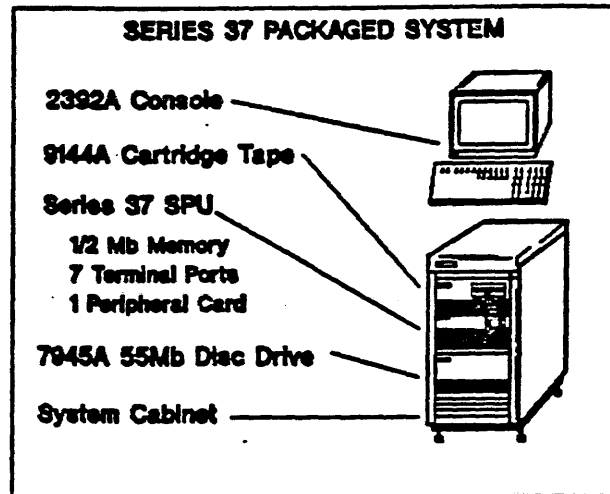 SERIES 37 PACKAGED SYSTEM
2392A Console
9144A Cartridge Tape
Series 37 SPU
1/2 Mb Memory
7 Terminal Ports
1 Peripheral Card
7945A 55Mb Disc Drive
System Cabinet